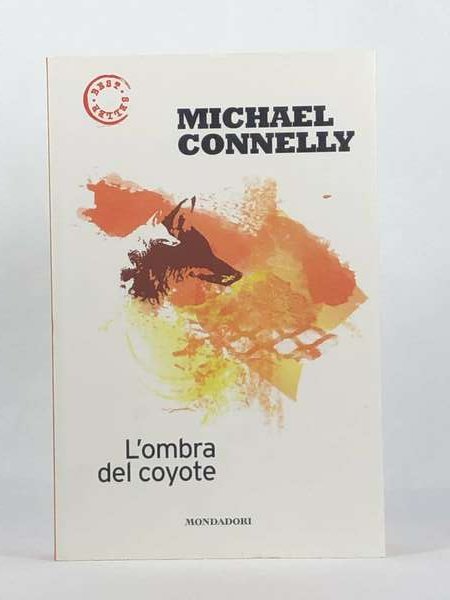 BEST
SELLER
MICHAEL
CONNELLY
L'ombra
del coyote
MONDADORI